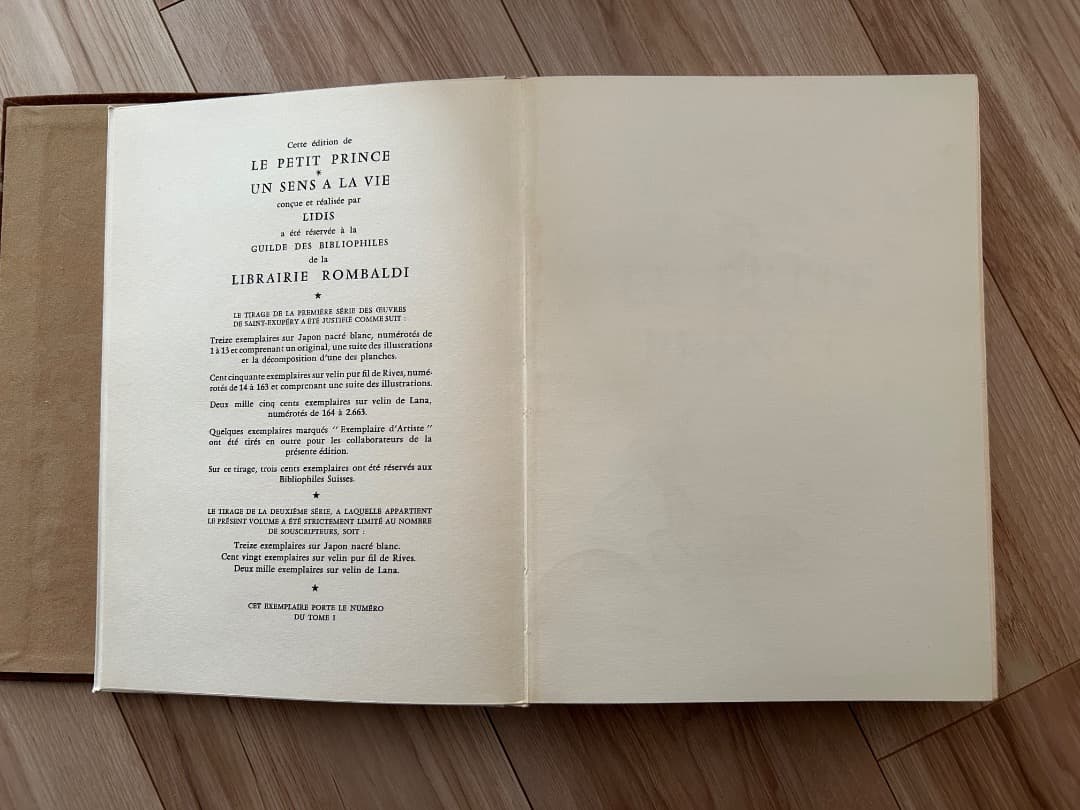 Cette édition de
LE PETIT PRINCE
*
UN SENS A LA VIE
conçue et réalisée par
LIDIS
a été réservée à la
GUILDE DES BIBLIOPHILES
de la
LIBRAIRIE ROMBALDI
★
LE TIRAGE DE LA PREMIÈRE SÉRIE DES ŒUVRES
DE SAINT-EXUPÉRY A ÉTÉ JUSTIFIÉ COMME SUIT :
Treize exemplaires sur Japon nacré blanc, numérotés de
1 à 13 et comprenant un original, une suite des illustrations
et la décomposition d'une des planches.
Cent cinquante exemplaires sur velin pur fil de Rives, numé-
rotés de 14 à 163 et comprenant une suite des illustrations.
Deux mille cinq cents exemplaires sur velin de Lana,
numérotés de 164 à 2.663.
Quelques exemplaires marqués " Exemplaire d'Artiste "
ont été tirés en outre pour les collaborateurs de la
présente édition.
Sur ce tirage, trois cents exemplaires ont été réservés aux
Bibliophiles Suisses.
★
LE TIRAGE DE LA DEUXIÈME SÉRIE, A LAQUELLE APPARTIENT
LE PRÉSENT VOLUME A ÉTÉ STRICTEMENT LIMITÉ AU NOMBRE
DE SOUSCRIPTEURS, SOIT :
Treize exemplaires sur Japon nacré blanc.
Cent vingt exemplaires sur velin pur fil de Rives.
Deux mille exemplaires sur velin de Lana.
★
CET EXEMPLAIRE PORTE LE NUMÉRO
DU TOME I